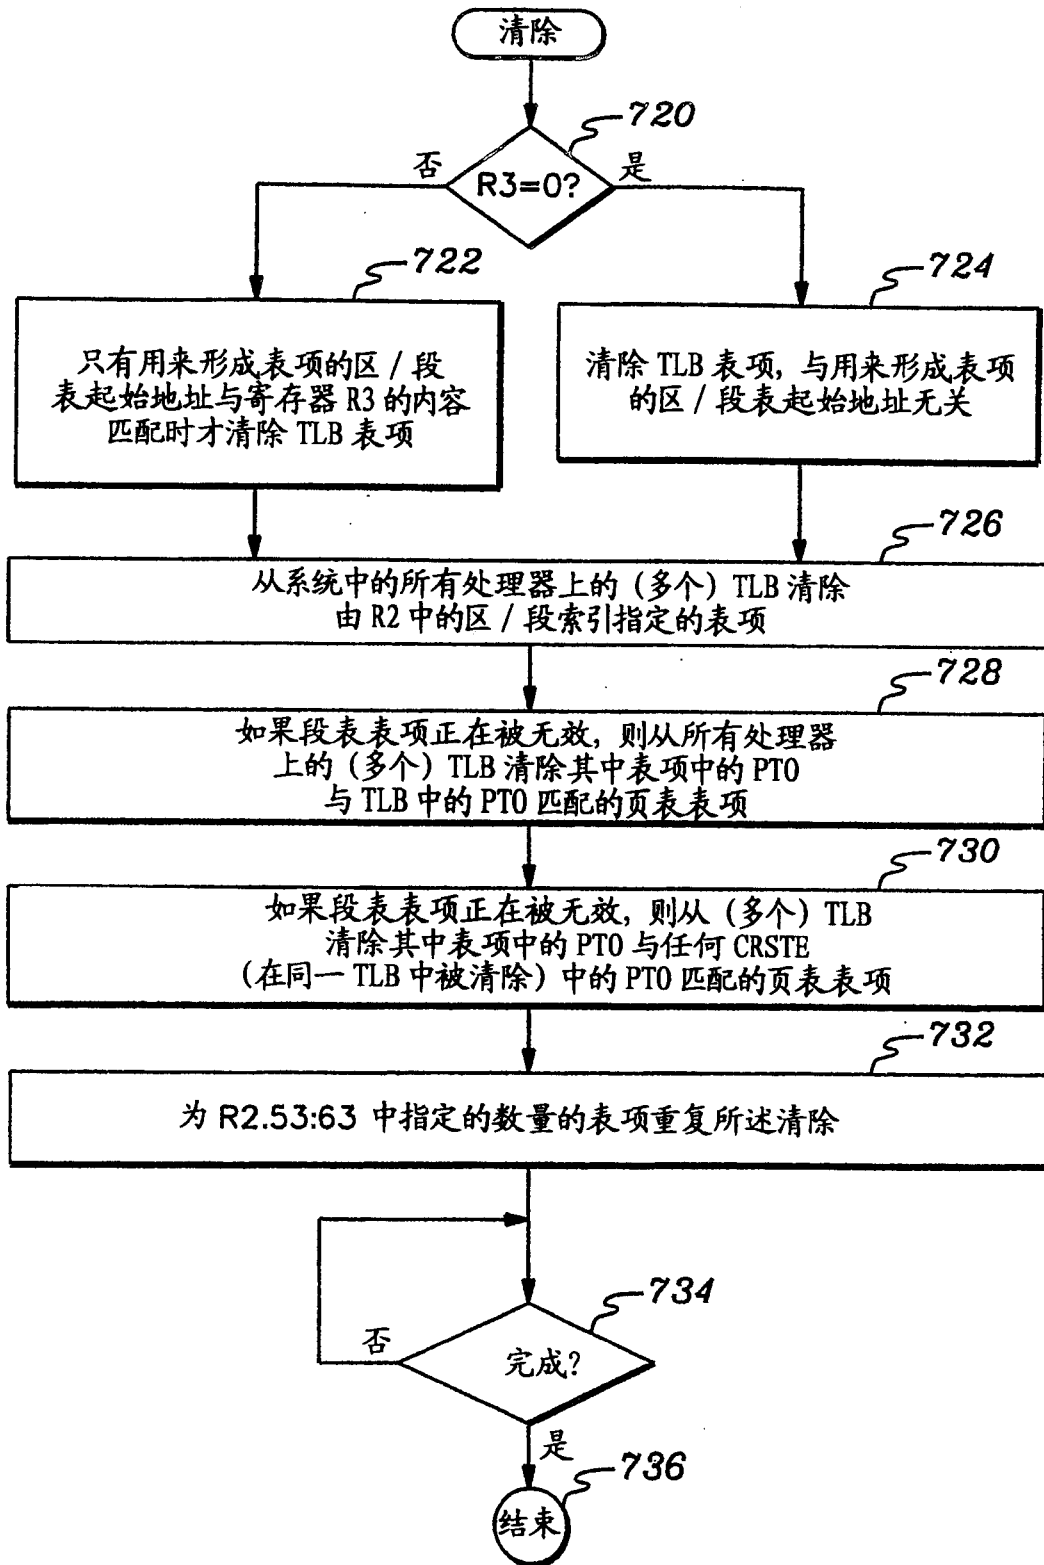 清除
720
否
是
R3=0?
722
724
只有用来形成表项的区/段
表起始地址与寄存器 R3 的内容
匹配时才清除 TLB 表项
清除 TLB 表项, 与用来形成表项
的区/段表起始地址无关
726
从系统中的所有处理器上的 (多个) TLB 清除
由 R2 中的区/段索引指定的表项
728
如果段表表项正在被无效, 则从所有处理器
上的 (多个) TLB 清除其中表项中的 PTO
与 TLB 中的 PTO 匹配的页表表项
730
如果段表表项正在被无效, 则从 (多个) TLB
清除其中表项中的 PTO 与任何 CRSTE
(在同一 TLB 中被清除) 中的 PTO 匹配的页表表项
732
为 R2.53:63 中指定的数量的表项重复所述清除
734
否
完成?
是
736
结束